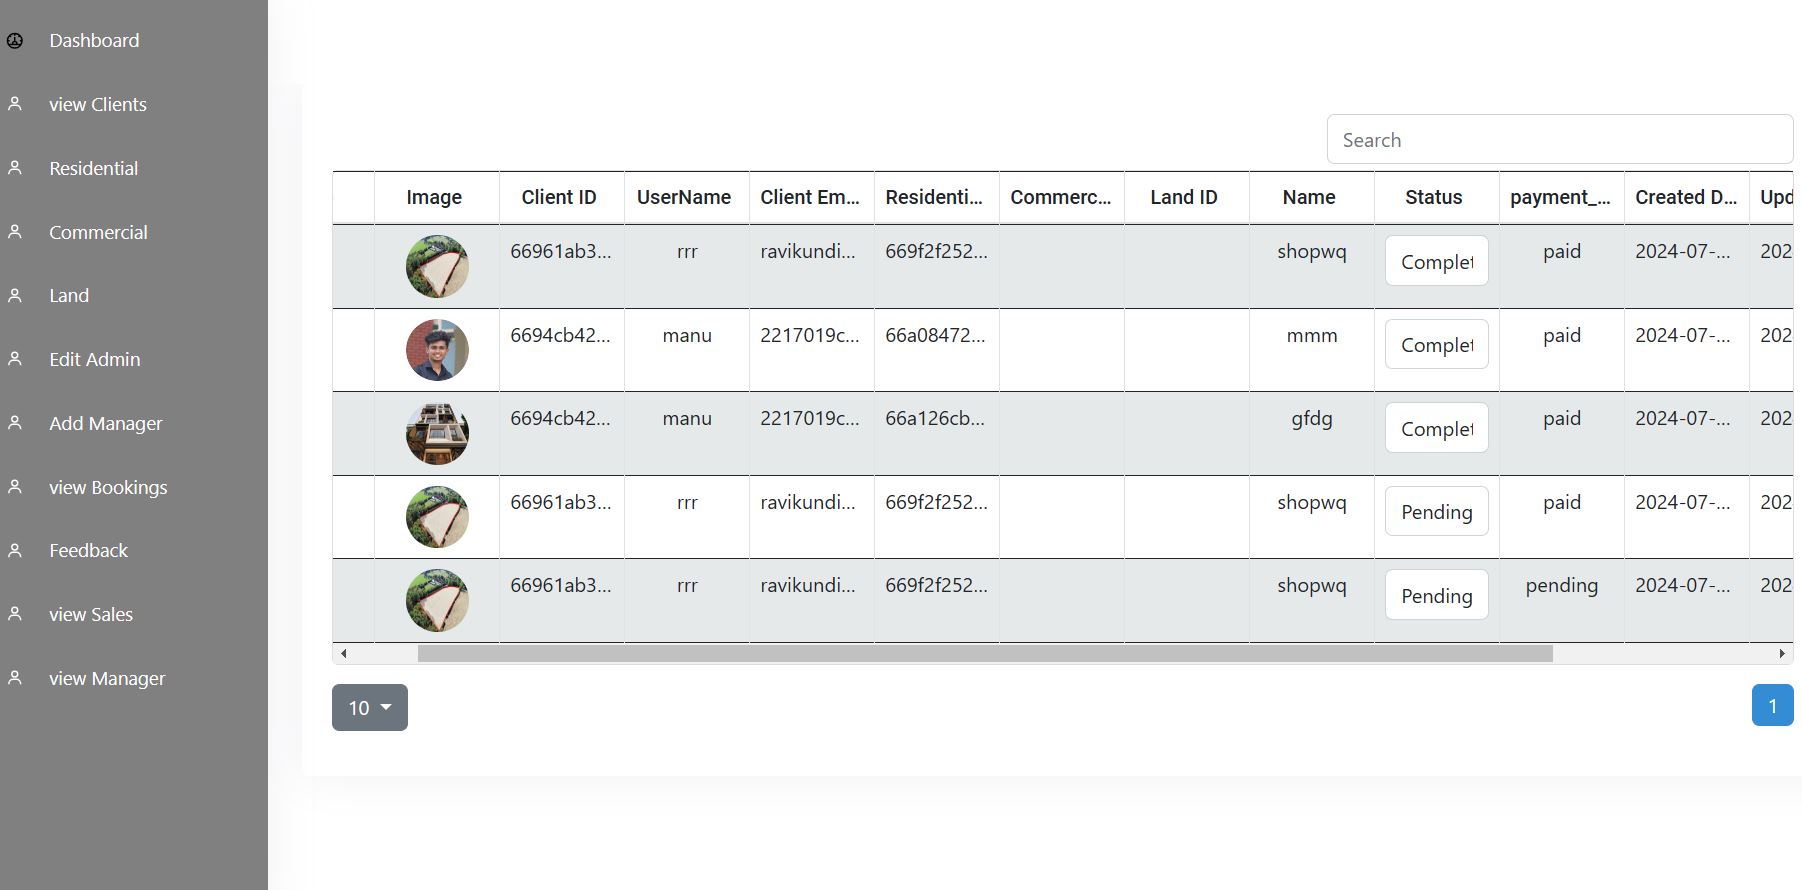 Dashboard
view Clients
Residential
Commercial
Land
Edit Admin
Add Manager
view Bookings
Feedback
view Sales
view Manager
Search
Image Client ID UserName Client Em... Residenti... Commerc... Land ID Name Status payment_... Created D... Upd
66961ab3... rrr ravikundi... 669f2f252... shopwq Complet paid 2024-07-... 202
6694cb42... manu 2217019c... 66a08472... mmm Complet paid 2024-07-... 202
6694cb42... manu 2217019c... 66a126cb... gfdg Complet paid 2024-07-... 202
66961ab3... rrr ravikundi... 669f2f252... shopwq Pending paid 2024-07-... 202
66961ab3... rrr ravikundi... 669f2f252... shopwq Pending pending 2024-07-... 202
10 1